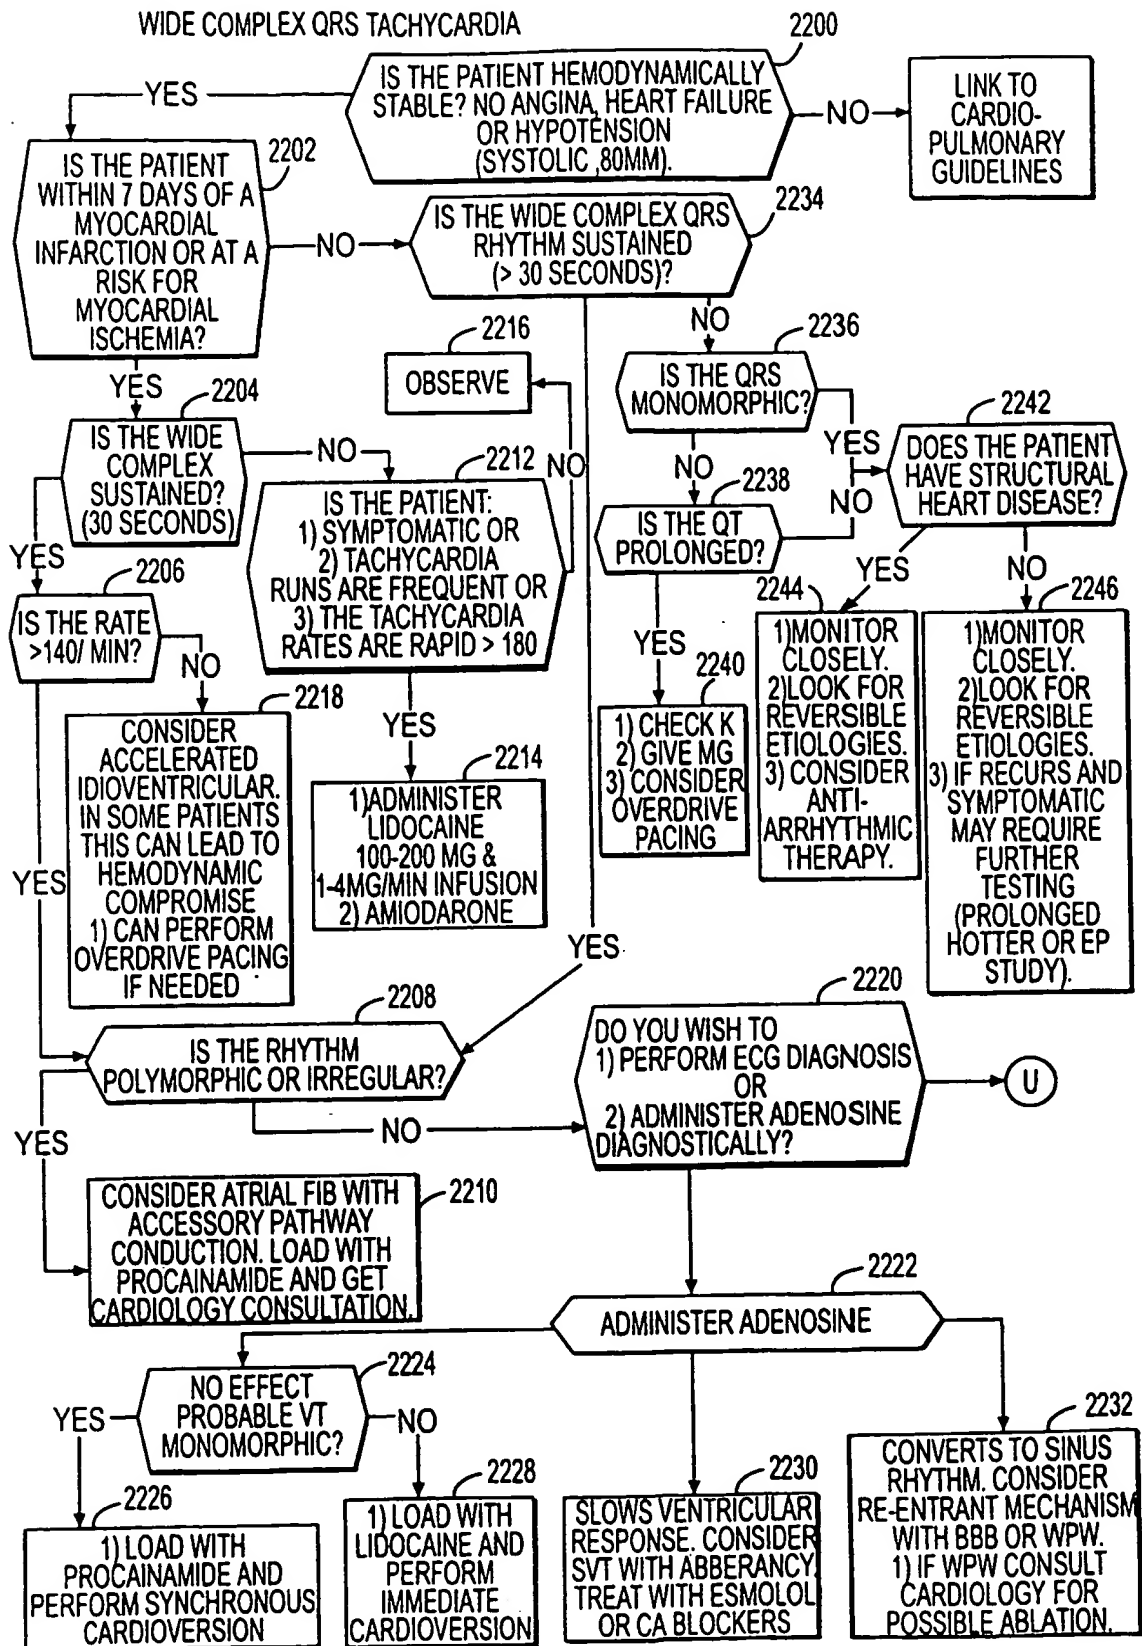 WIDE COMPLEX QRS TACHYCARDIA
2200
IS THE PATIENT HEMODYNAMICALLY
STABLE? NO ANGINA, HEART FAILURE
OR HYPOTENSION
(SYSTOLIC ,80MM).
YES
NO
LINK TO
CARDIO-
PULMONARY
GUIDELINES
2202
IS THE PATIENT
WITHIN 7 DAYS OF A
MYOCARDIAL
INFARCTION OR AT A
RISK FOR
MYOCARDIAL
ISCHEMIA?
NO
2234
IS THE WIDE COMPLEX QRS
RHYTHM SUSTAINED
(> 30 SECONDS)?
NO
2216
OBSERVE
2236
IS THE QRS
MONOMORPHIC?
YES
YES
2204
IS THE WIDE
COMPLEX
SUSTAINED?
(30 SECONDS)
NO
2212
IS THE PATIENT:
1) SYMPTOMATIC OR
2) TACHYCARDIA
RUNS ARE FREQUENT OR
3) THE TACHYCARDIA
RATES ARE RAPID > 180
NO
NO
2238
IS THE QT
PROLONGED?
NO
2242
DOES THE PATIENT
HAVE STRUCTURAL
HEART DISEASE?
YES
NO
YES
2206
IS THE RATE
>140/ MIN?
NO
YES
2218
CONSIDER
ACCELERATED
IDIOVENTRICULAR.
IN SOME PATIENTS
THIS CAN LEAD TO
HEMODYNAMIC
COMPROMISE
1) CAN PERFORM
OVERDRIVE PACING
IF NEEDED
YES
2214
1)ADMINISTER
LIDOCAINE
100-200 MG &
1-4MG/MIN INFUSION
2) AMIODARONE
YES
2240
1) CHECK K
2) GIVE MG
3) CONSIDER
OVERDRIVE
PACING
2244
1)MONITOR
CLOSELY.
2)LOOK FOR
REVERSIBLE
ETIOLOGIES.
3) CONSIDER
ANTI-
ARRHYTHMIC
THERAPY.
2246
1)MONITOR
CLOSELY.
2)LOOK FOR
REVERSIBLE
ETIOLOGIES.
3) IF RECURS AND
SYMPTOMATIC
MAY REQUIRE
FURTHER
TESTING
(PROLONGED
HOTTER OR EP
STUDY).
YES
2208
IS THE RHYTHM
POLYMORPHIC OR IRREGULAR?
YES
NO
2220
DO YOU WISH TO
1) PERFORM ECG DIAGNOSIS
OR
2) ADMINISTER ADENOSINE
DIAGNOSTICALLY?
U
2210
CONSIDER ATRIAL FIB WITH
ACCESSORY PATHWAY
CONDUCTION. LOAD WITH
PROCAINAMIDE AND GET
CARDIOLOGY CONSULTATION.
2222
ADMINISTER ADENOSINE
2224
NO EFFECT
PROBABLE VT
MONOMORPHIC?
YES
NO
2226
1) LOAD WITH
PROCAINAMIDE AND
PERFORM SYNCHRONOUS
CARDIOVERSION
2228
1) LOAD WITH
LIDOCAINE AND
PERFORM
IMMEDIATE
CARDIOVERSION
2230
SLOWS VENTRICULAR
RESPONSE. CONSIDER
SVT WITH ABBERANCY.
TREAT WITH ESMOLOL
OR CA BLOCKERS
2232
CONVERTS TO SINUS
RHYTHM. CONSIDER
RE-ENTRANT MECHANISM
WITH BBB OR WPW.
1) IF WPW CONSULT
CARDIOLOGY FOR
POSSIBLE ABLATION.